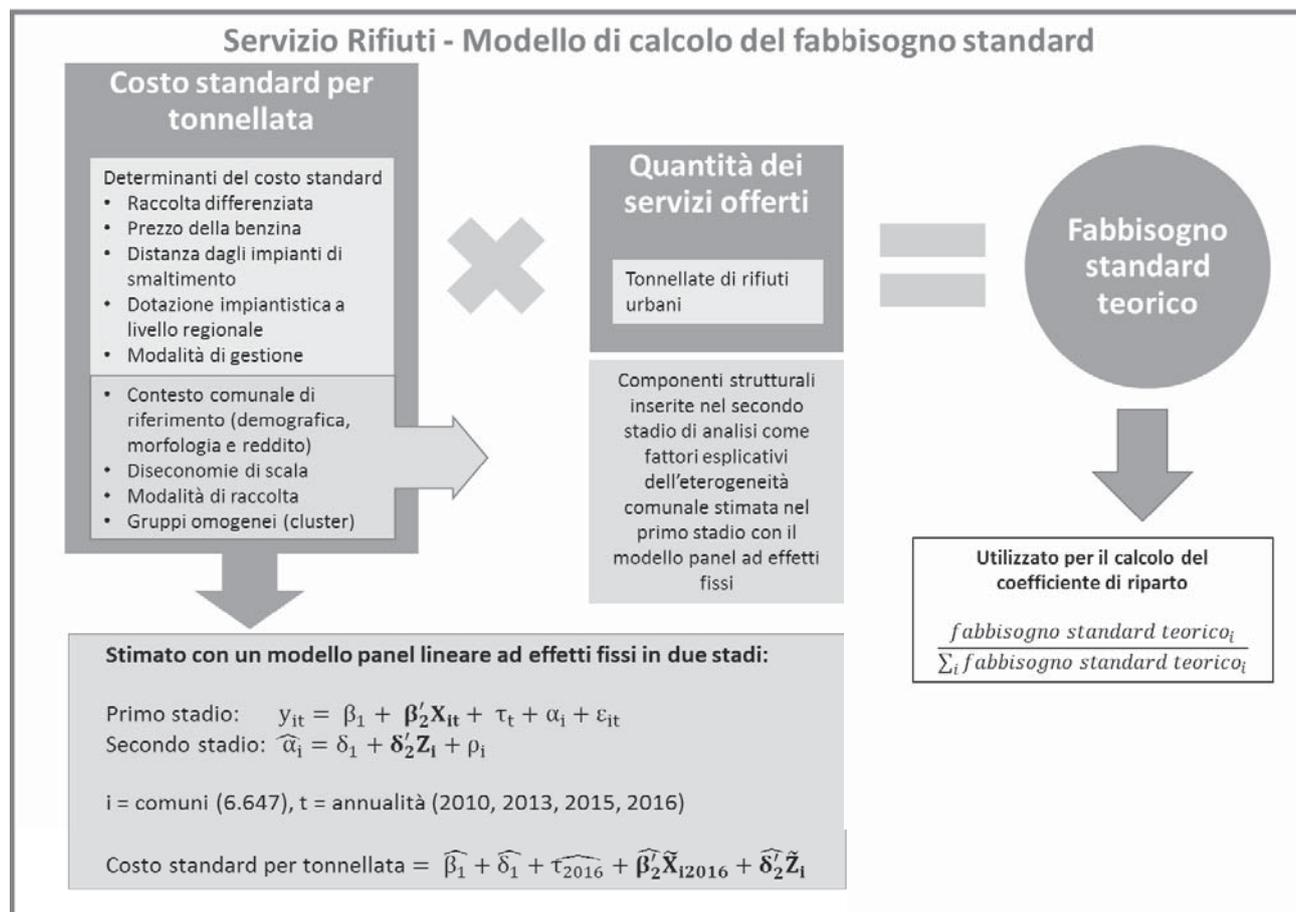 Servizio Rifiuti - Modello di calcolo del fabbisogno standard
Costo standard per
tonnellata
Determinanti del costo standard
• Raccolta differenziata
• Prezzo della benzina
• Distanza dagli impianti di
smaltimento
• Dotazione impiantistica a
livello regionale
• Modalità di gestione
• Contesto comunale di
riferimento (demografica,
morfologia e reddito)
• Diseconomie di scala
• Modalità di raccolta
• Gruppi omogenei (cluster)
Quantità dei
servizi offerti
Tonnellate di rifiuti
urbani
Componenti strutturali
inserite nel secondo
stadio di analisi come
fattori esplicativi
dell'eterogeneità
comunale stimata nel
primo stadio con il
modello panel ad effetti
fissi
Fabbisogno
standard
teorico
Utilizzato per il calcolo del
coefficiente di riparto
fabbisogno standard teorico_i
∑_i fabbisogno standard teorico_i
Stimato con un modello panel lineare ad effetti fissi in due stadi:
Primo stadio: y_it = β_1 + β′_2X_it + τ_t + α_i + ε_it
Secondo stadio: α̂_i = δ_1 + δ′_2Z_i + ρ_i
i = comuni (6.647), t = annualità (2010, 2013, 2015, 2016)
Costo standard per tonnellata = β̂_1 + δ̂_1 + τ̂_2016 + β̂′_2X̃_i2016 + δ̂′_2Z̃_i